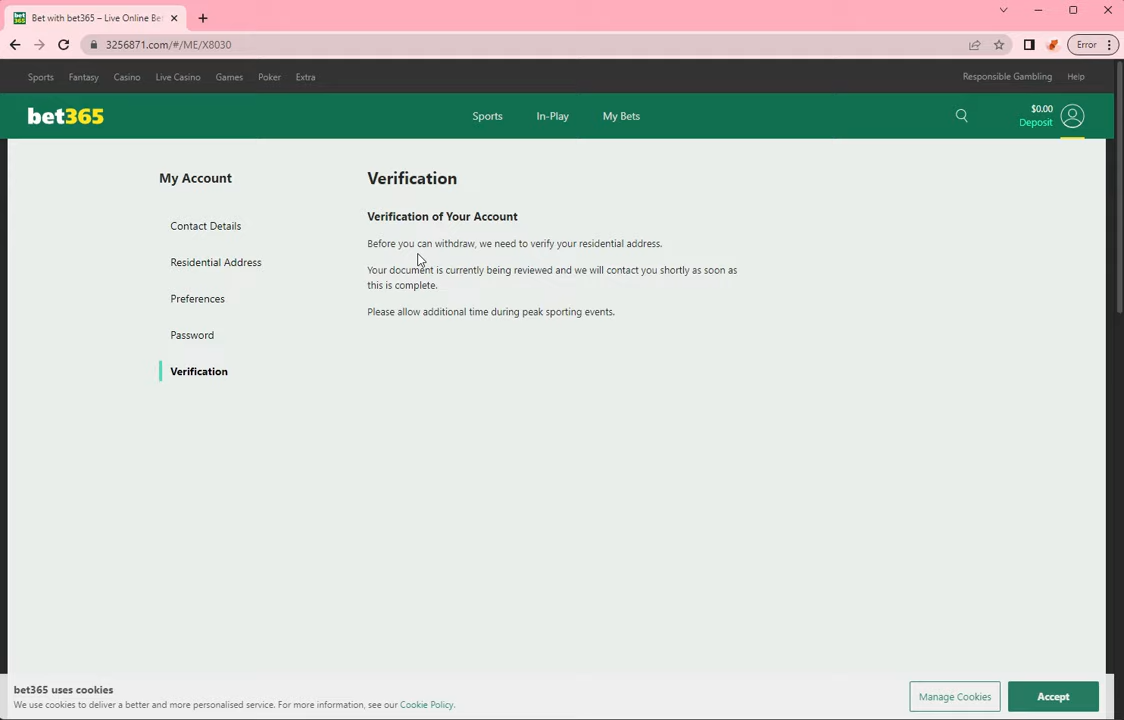 Bet with bet365 – Live Online Be
3256871.com/#/ME/X8030
Error
Sports Fantasy Casino Live Casino Games Poker Extra Responsible Gambling Help
bet365 Sports In-Play My Bets $0.00
Deposit
My Account
Contact Details
Residential Address
Preferences
Password
Verification
Verification
Verification of Your Account
Before you can withdraw, we need to verify your residential address.
Your document is currently being reviewed and we will contact you shortly as soon as
this is complete.
Please allow additional time during peak sporting events.
bet365 uses cookies
We use cookies to deliver a better and more personalised service. For more information, see our Cookie Policy.
Manage Cookies Accept